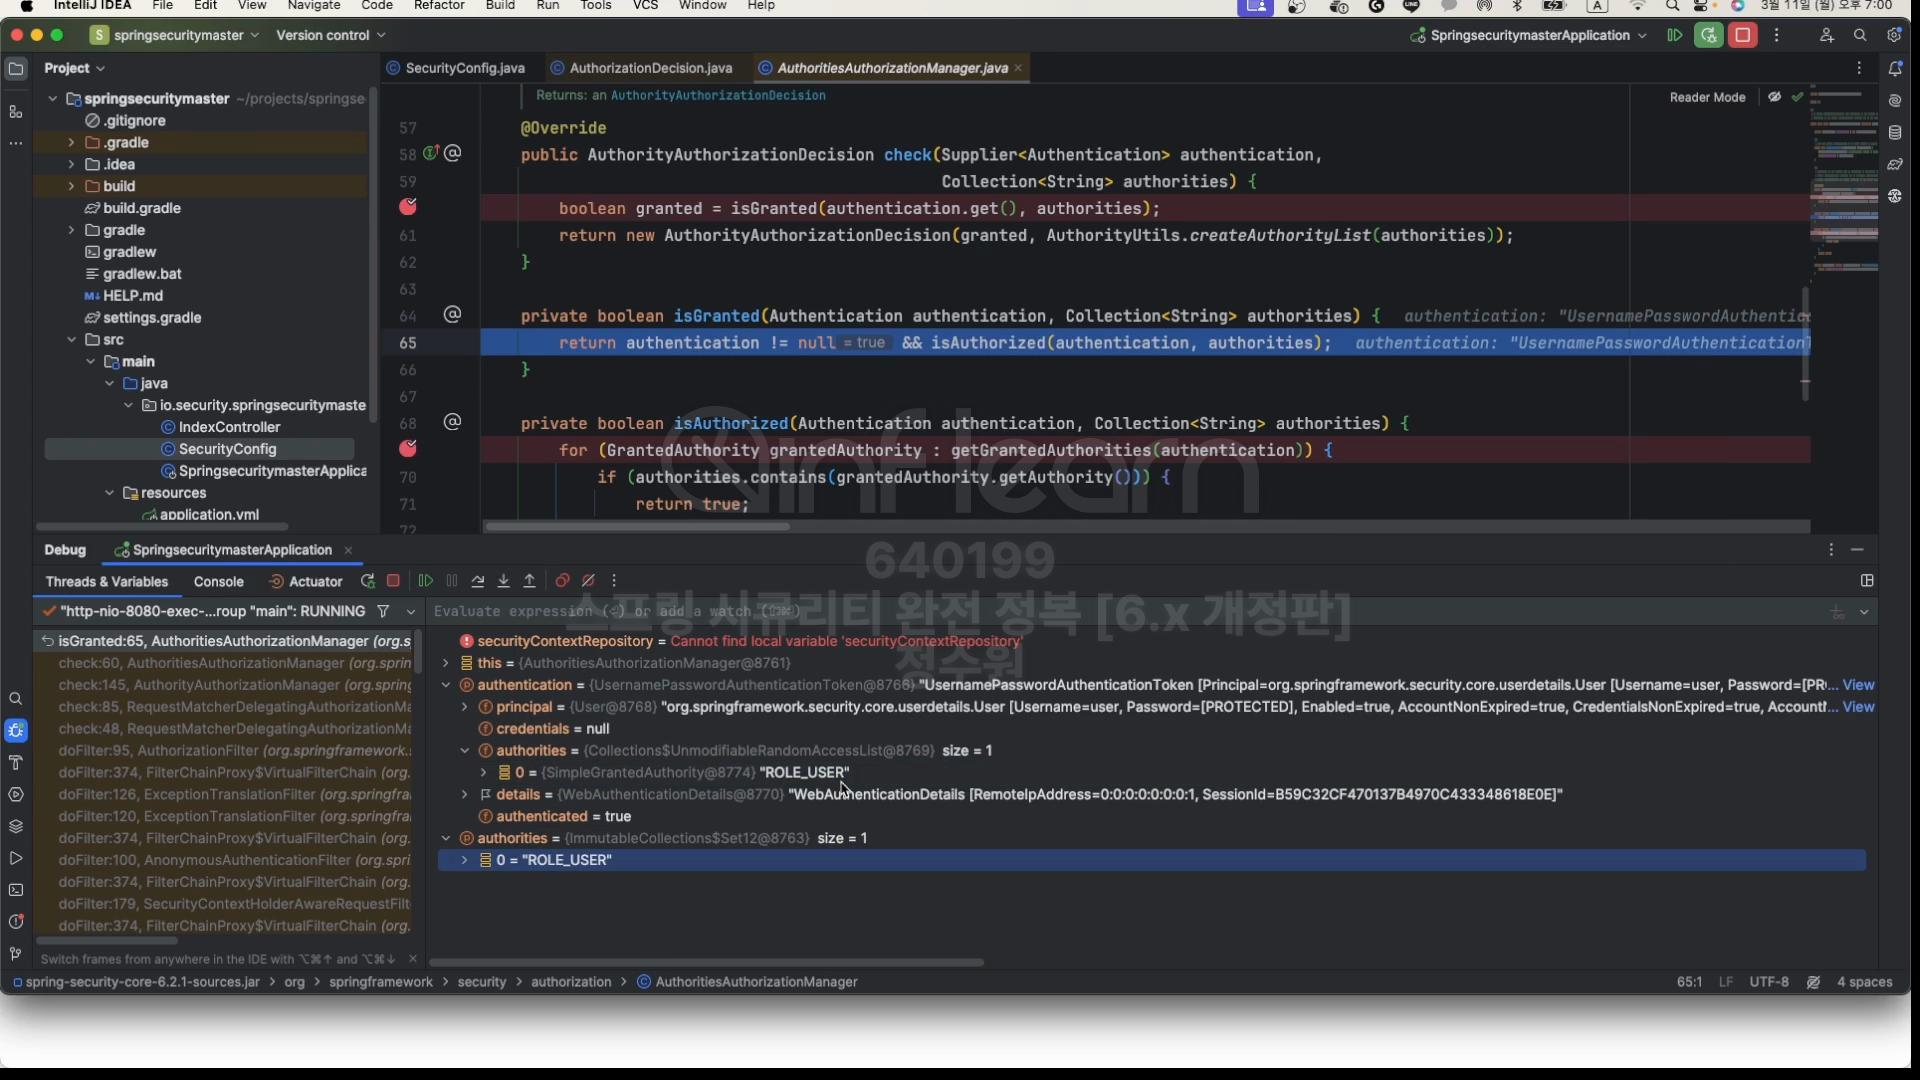 IntelliJ IDEA File Edit View Navigate Code Refactor Build Run Tools VCS Window Help
A
3월 11일 (월) 오후 7:00
S springsecuritymaster Version control
SpringsecuritymasterApplication
Project
SecurityConfig.java AuthorizationDecision.java AuthoritiesAuthorizationManager.java
springsecuritymaster ~/projects/springse
.gitignore
.gradle
.idea
build
build.gradle
gradle
gradlew
gradlew.bat
HELP.md
settings.gradle
src
main
java
io.security.springsecuritymaste
IndexController
SecurityConfig
SpringsecuritymasterApplica
resources
application.yml
Returns: an AuthorityAuthorizationDecision
Reader Mode
57 @Override
58 public AuthorityAuthorizationDecision check(Supplier<Authentication> authentication,
59 Collection<String> authorities) {
boolean granted = isGranted(authentication.get(), authorities);
61 return new AuthorityAuthorizationDecision(granted, AuthorityUtils.createAuthorityList(authorities));
62 }
63
64 private boolean isGranted(Authentication authentication, Collection<String> authorities) { authentication: "UsernamePasswordAuthentic
65 return authentication != null = true && isAuthorized(authentication, authorities); authentication: "UsernamePasswordAuthentication
66 }
67
68 private boolean isAuthorized(Authentication authentication, Collection<String> authorities) {
for (GrantedAuthority grantedAuthority : getGrantedAuthorities(authentication)) {
70 if (authorities.contains(grantedAuthority.getAuthority())) {
71 return true;
72
inflearn
640199
스프링 시큐리티 완전 정복 [6.x 개정판]
정수원
Debug SpringsecuritymasterApplication
Threads & Variables Console Actuator
"http-nio-8080-exec-...roup "main": RUNNING
Evaluate expression (⏎) or add a watch (⇧⌘⏎)
isGranted:65, AuthoritiesAuthorizationManager (org.s
check:60, AuthoritiesAuthorizationManager (org.sprin
check:145, AuthorityAuthorizationManager (org.spring
check:85, RequestMatcherDelegatingAuthorizationMan
check:48, RequestMatcherDelegatingAuthorizationMan
doFilter:95, AuthorizationFilter (org.springframework.
doFilter:374, FilterChainProxy$VirtualFilterChain (org.
doFilter:126, ExceptionTranslationFilter (org.springfra
doFilter:120, ExceptionTranslationFilter (org.springfra
doFilter:374, FilterChainProxy$VirtualFilterChain (org.
doFilter:100, AnonymousAuthenticationFilter (org.spri
doFilter:374, FilterChainProxy$VirtualFilterChain (org.
doFilter:179, SecurityContextHolderAwareRequestFilt
doFilter:374, FilterChainProxy$VirtualFilterChain (org.
Switch frames from anywhere in the IDE with ⌥⌘↑ and ⌥⌘↓
securityContextRepository = Cannot find local variable 'securityContextRepository'
this = {AuthoritiesAuthorizationManager@8761}
authentication = {UsernamePasswordAuthenticationToken@8766} "UsernamePasswordAuthenticationToken [Principal=org.springframework.security.core.userdetails.User [Username=user, Password=[PR... View
principal = {User@8768} "org.springframework.security.core.userdetails.User [Username=user, Password=[PROTECTED], Enabled=true, AccountNonExpired=true, CredentialsNonExpired=true, Account... View
credentials = null
authorities = {Collections$UnmodifiableRandomAccessList@8769} size = 1
0 = {SimpleGrantedAuthority@8774} "ROLE_USER"
details = {WebAuthenticationDetails@8770} "WebAuthenticationDetails [RemoteIpAddress=0:0:0:0:0:0:0:1, SessionId=B59C32CF470137B4970C433348618E0E]"
authenticated = true
authorities = {ImmutableCollections$Set12@8763} size = 1
0 = "ROLE_USER"
spring-security-core-6.2.1-sources.jar > org > springframework > security > authorization > AuthoritiesAuthorizationManager
65:1 LF UTF-8 4 spaces